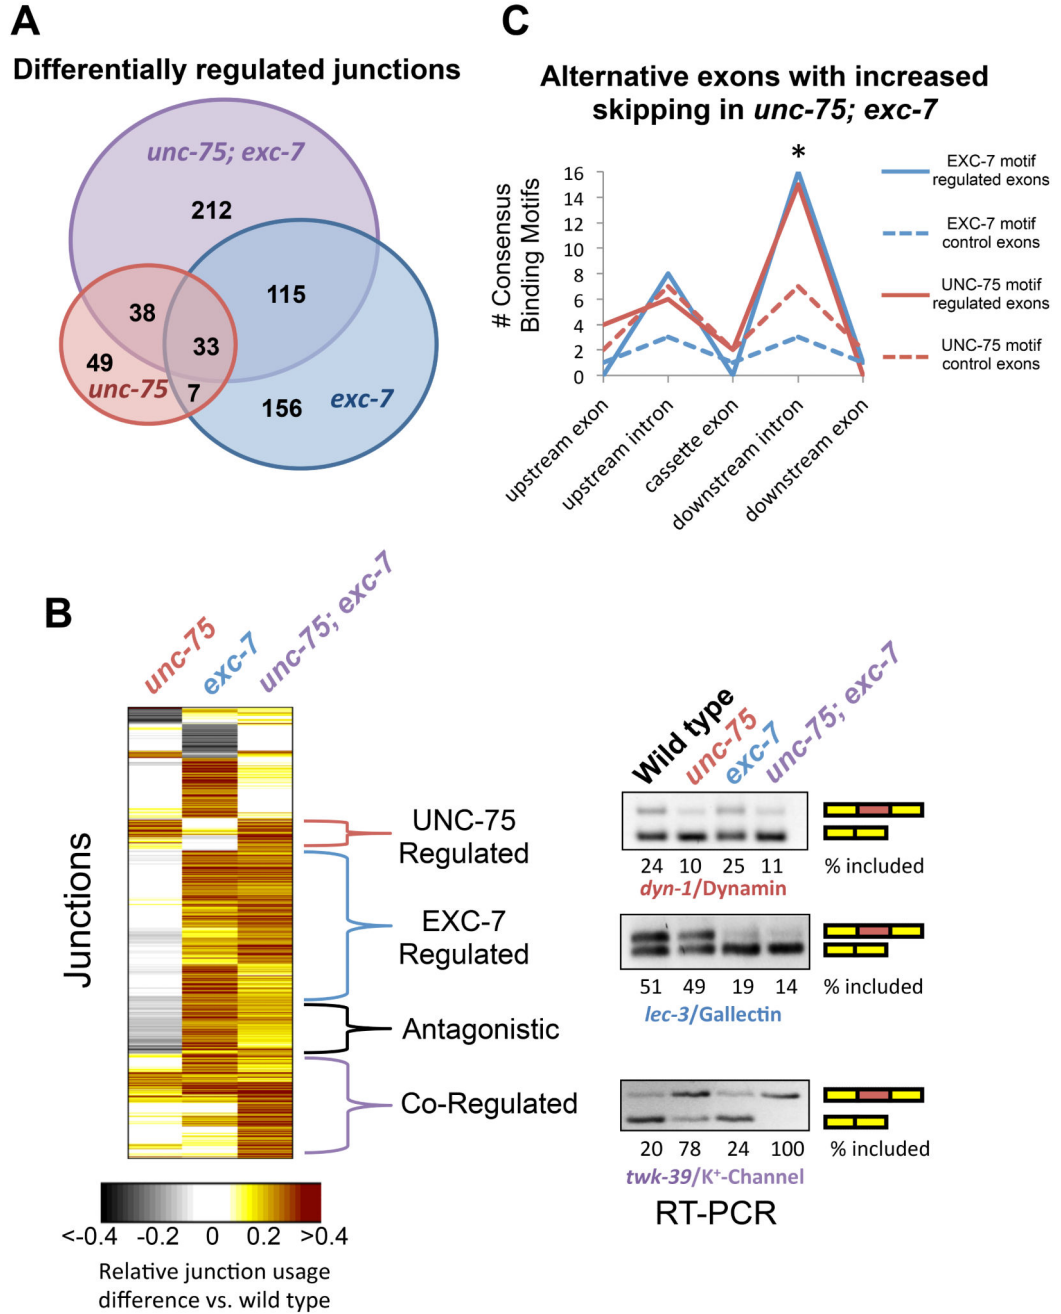 A
Differentially regulated junctions
unc-75; exc-7
212
115
38
33
49
unc-75
7
156
exc-7
C
Alternative exons with increased
skipping in unc-75; exc-7
*
# Consensus
Binding Motifs
16
14
12
10
8
6
4
2
0
upstream exon
upstream intron
cassette exon
downstream intron
downstream exon
EXC-7 motif
regulated exons
EXC-7 motif
control exons
UNC-75 motif
regulated exons
UNC-75 motif
control exons
B
unc-75
exc-7
unc-75; exc-7
Junctions
UNC-75
Regulated
EXC-7
Regulated
Antagonistic
Co-Regulated
<-0.4 -0.2 0 0.2 >0.4
Relative junction usage
difference vs. wild type
Wild type
unc-75
exc-7
unc-75; exc-7
24 10 25 11 % included
dyn-1/Dynamin
51 49 19 14 % included
lec-3/Gallectin
20 78 24 100 % included
twk-39/K+-Channel
RT-PCR